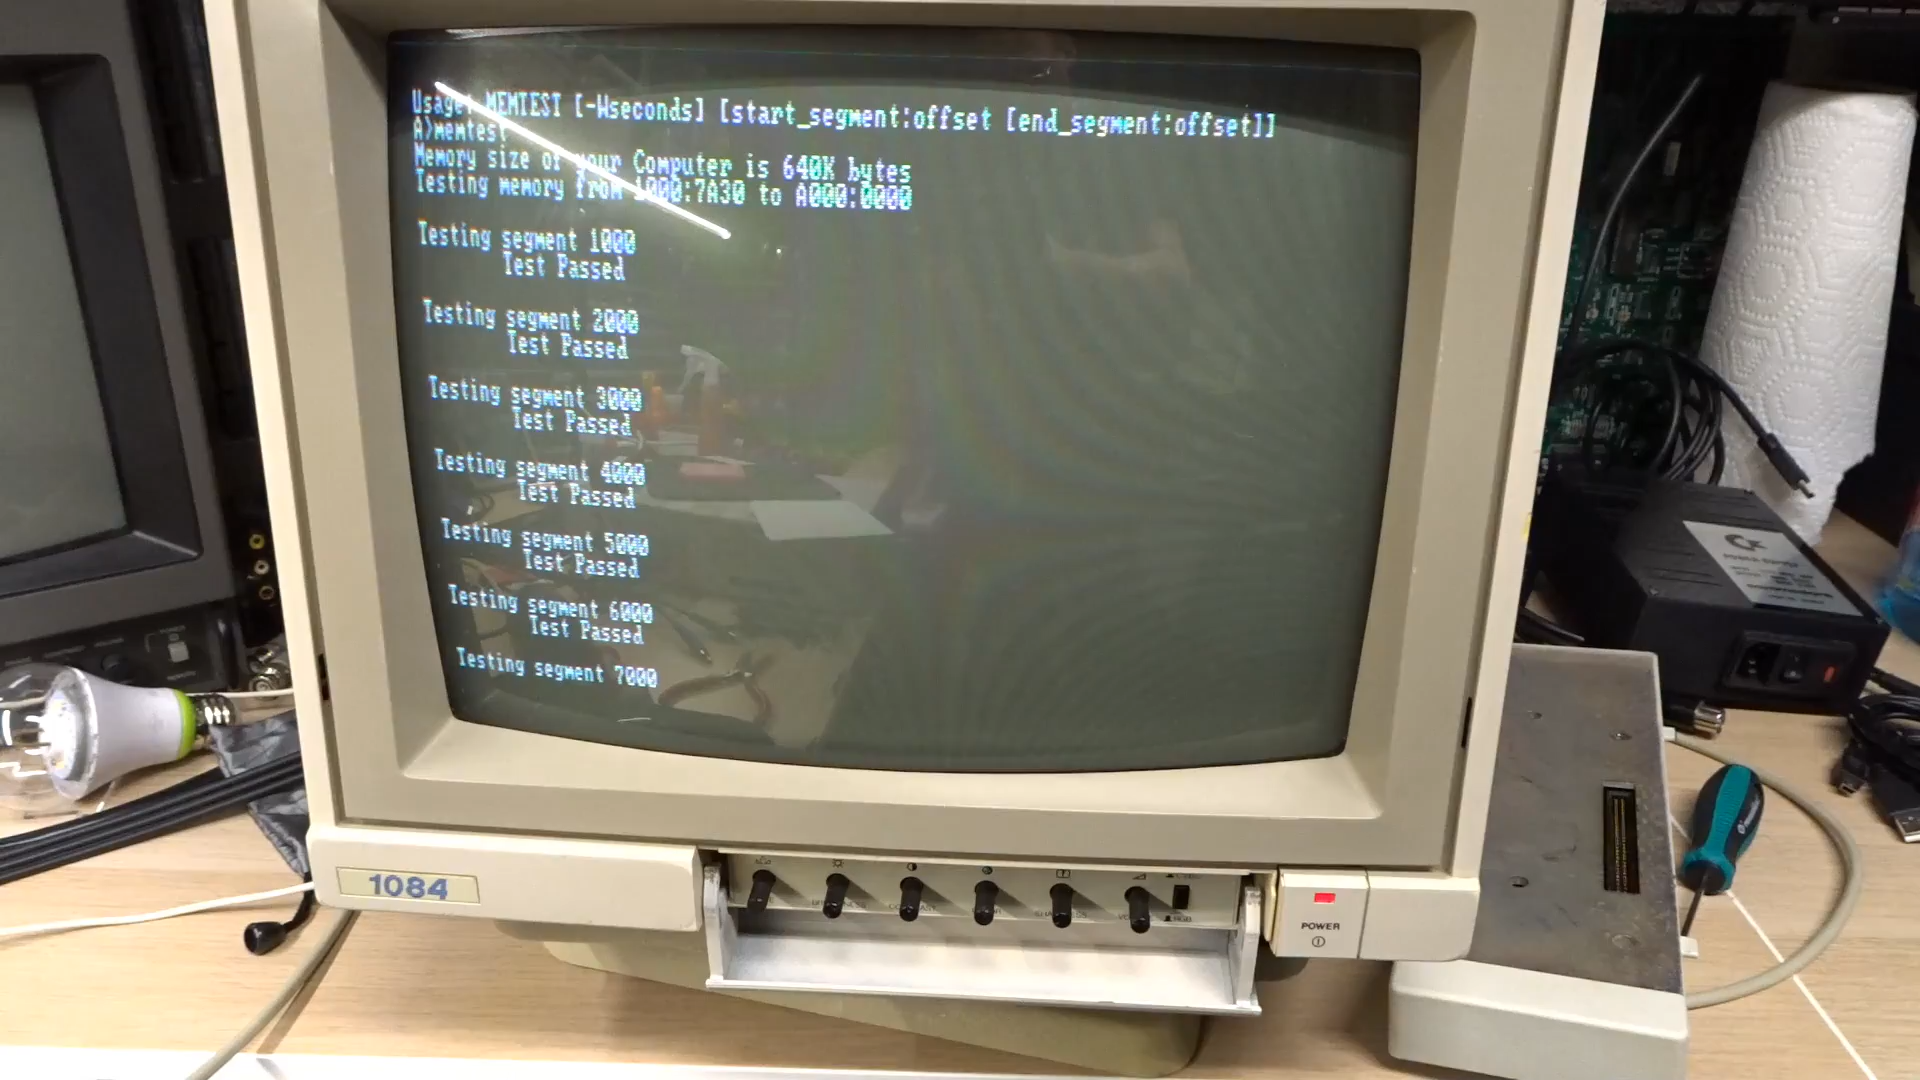 Usage: MEMTEST [-Wseconds] [start_segment:offset [end_segment:offset]]
A>memtest
Memory size of your Computer is 640K bytes
Testing memory from 1000:7A30 to A000:0000
Testing segment 1000
Test Passed
Testing segment 2000
Test Passed
Testing segment 3000
Test Passed
Testing segment 4000
Test Passed
Testing segment 5000
Test Passed
Testing segment 6000
Test Passed
Testing segment 7000
1084
POWER